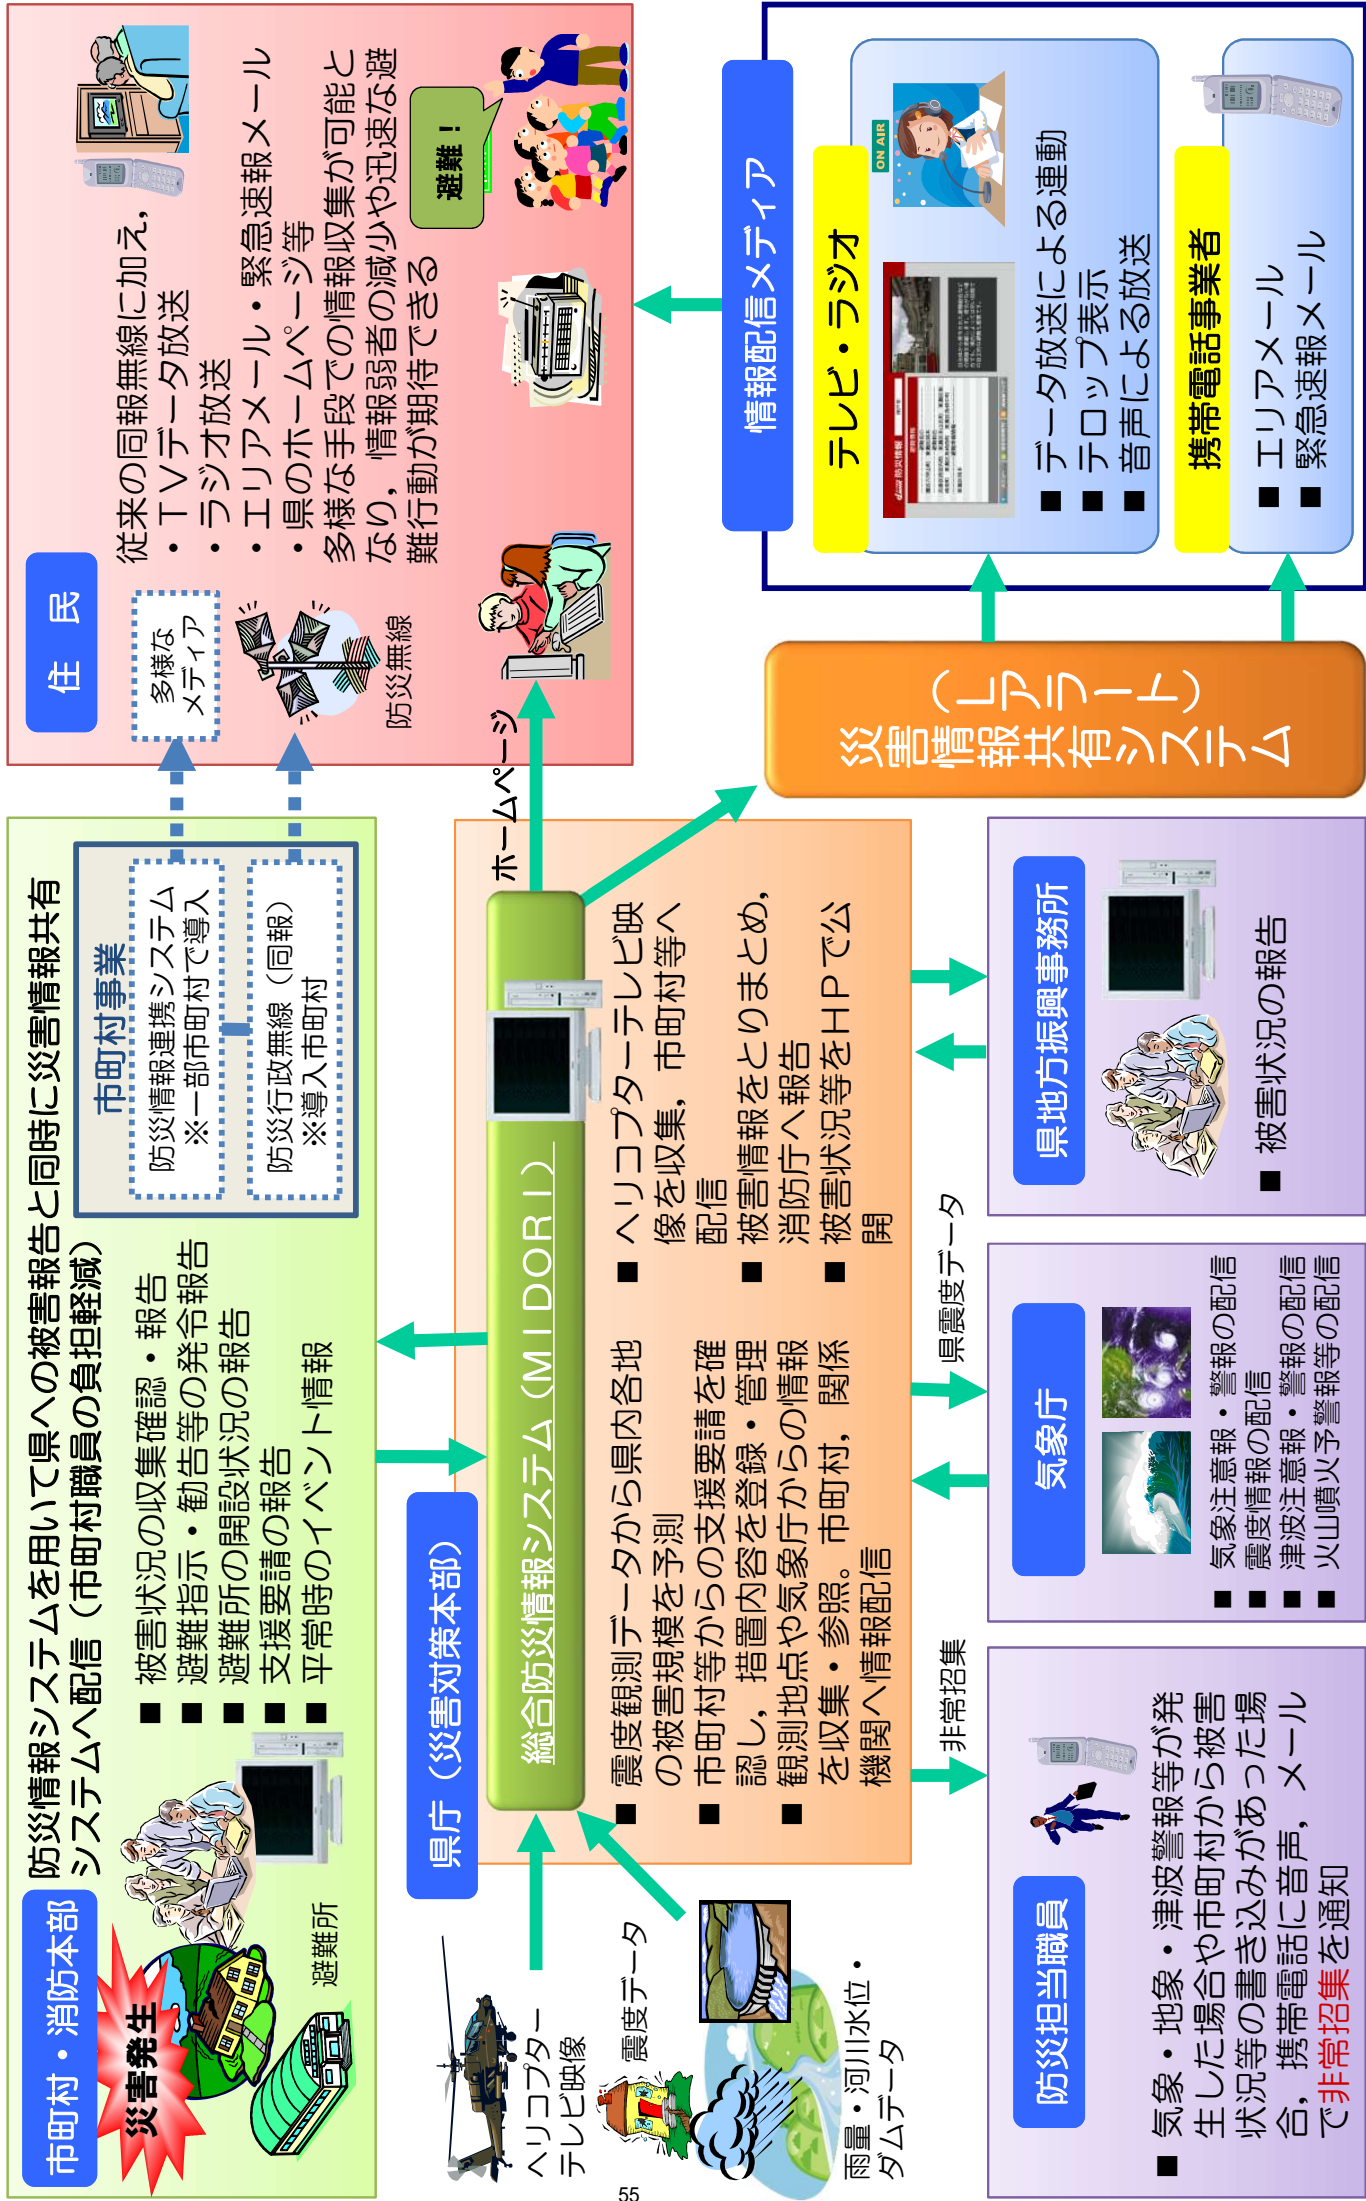 市町村・消防本部
災害発生
避難所
防災情報システムを用いて県への被害報告と同時に災害情報共有
システムへ配信（市町村職員の負担軽減）
■ 被害状況の収集確認・報告
■ 避難指示・勧告等の発令報告
■ 避難所の開設状況の報告
■ 支援要請の報告
■ 平常時のイベント情報
市町村事業
防災情報連携システム
※一部市町村で導入
防災行政無線（同報）
※導入市町村
住 民
多様な
メディア
防災無線
従来の同報無線に加え，
・ＴＶデータ放送
・ラジオ放送
・エリアメール・緊急速報メール
・県のホームページ等
多様な手段での情報収集が可能と
なり，情報弱者の減少や迅速な避
難行動が期待できる
避難！
ヘリコプター
テレビ映像
震度データ
雨量・河川水位・
ダムデータ
県庁（災害対策本部）
総合防災情報システム（ＭＩＤＯＲＩ）
■ 震度観測データから県内各地
の被害規模を予測
■ 市町村等からの支援要請を確
認し，措置内容を登録・管理
■ 観測地点や気象庁からの情報
を収集・参照。市町村，関係
機関へ情報配信
■ ヘリコプターテレビ映
像を収集，市町村等へ
配信
■ 被害情報をとりまとめ，
消防庁へ報告
■ 被害状況等をＨＰで公
開
ホームページ
非常招集
県震度データ
（Ｌアラート）
災害情報共有システム
情報配信メディア
テレビ・ラジオ
ON AIR
防災情報
■ データ放送による連動
■ テロップ表示
■ 音声による放送
携帯電話事業者
■ エリアメール
■ 緊急速報メール
防災担当職員
■ 気象・地象・津波警報等が発
生した場合や市町村から被害
状況等の書き込みがあった場
合，携帯電話に音声，メール
で非常招集を通知
気象庁
■ 気象注意報・警報の配信
■ 震度情報の配信
■ 津波注意報・警報の配信
■ 火山噴火予警報等の配信
県地方振興事務所
■ 被害状況の報告
55